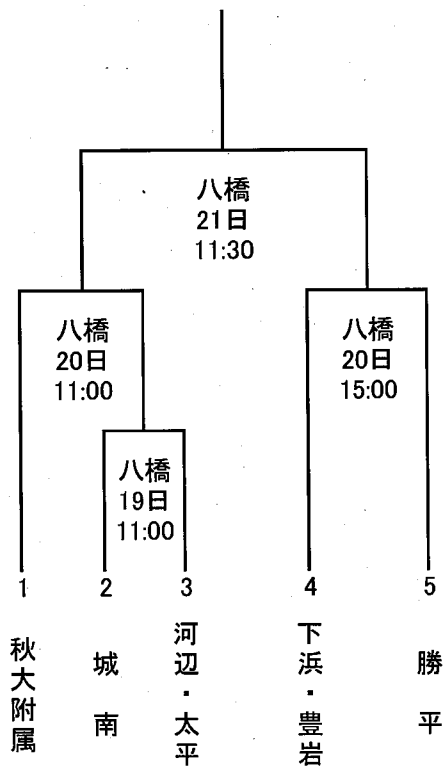 八橋
21日
11:30
八橋
20日
11:00
八橋
20日
15:00
八橋
19日
11:00
1
2
3
4
5
秋大附属
城南
河辺・太平
下浜・豊岩
勝平